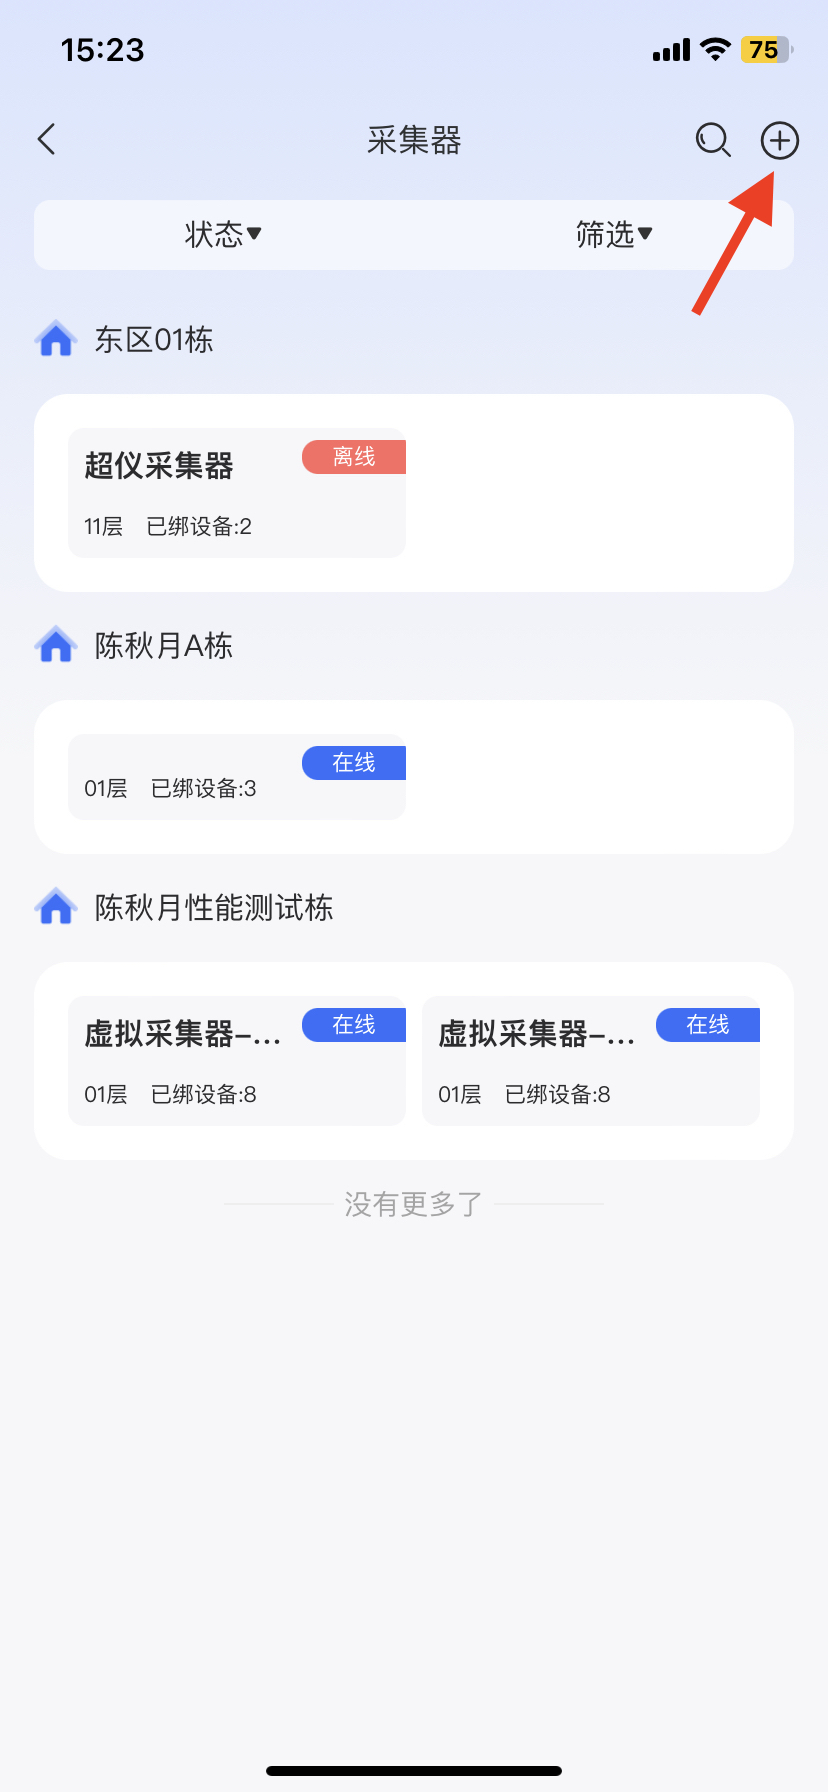 15:23
75
采集器
状态▼ 筛选▼
东区01栋
超仪采集器 离线
11层 已绑设备:2
陈秋月A栋
在线
01层 已绑设备:3
陈秋月性能测试栋
虚拟采集器-... 在线
01层 已绑设备:8
虚拟采集器-... 在线
01层 已绑设备:8
没有更多了